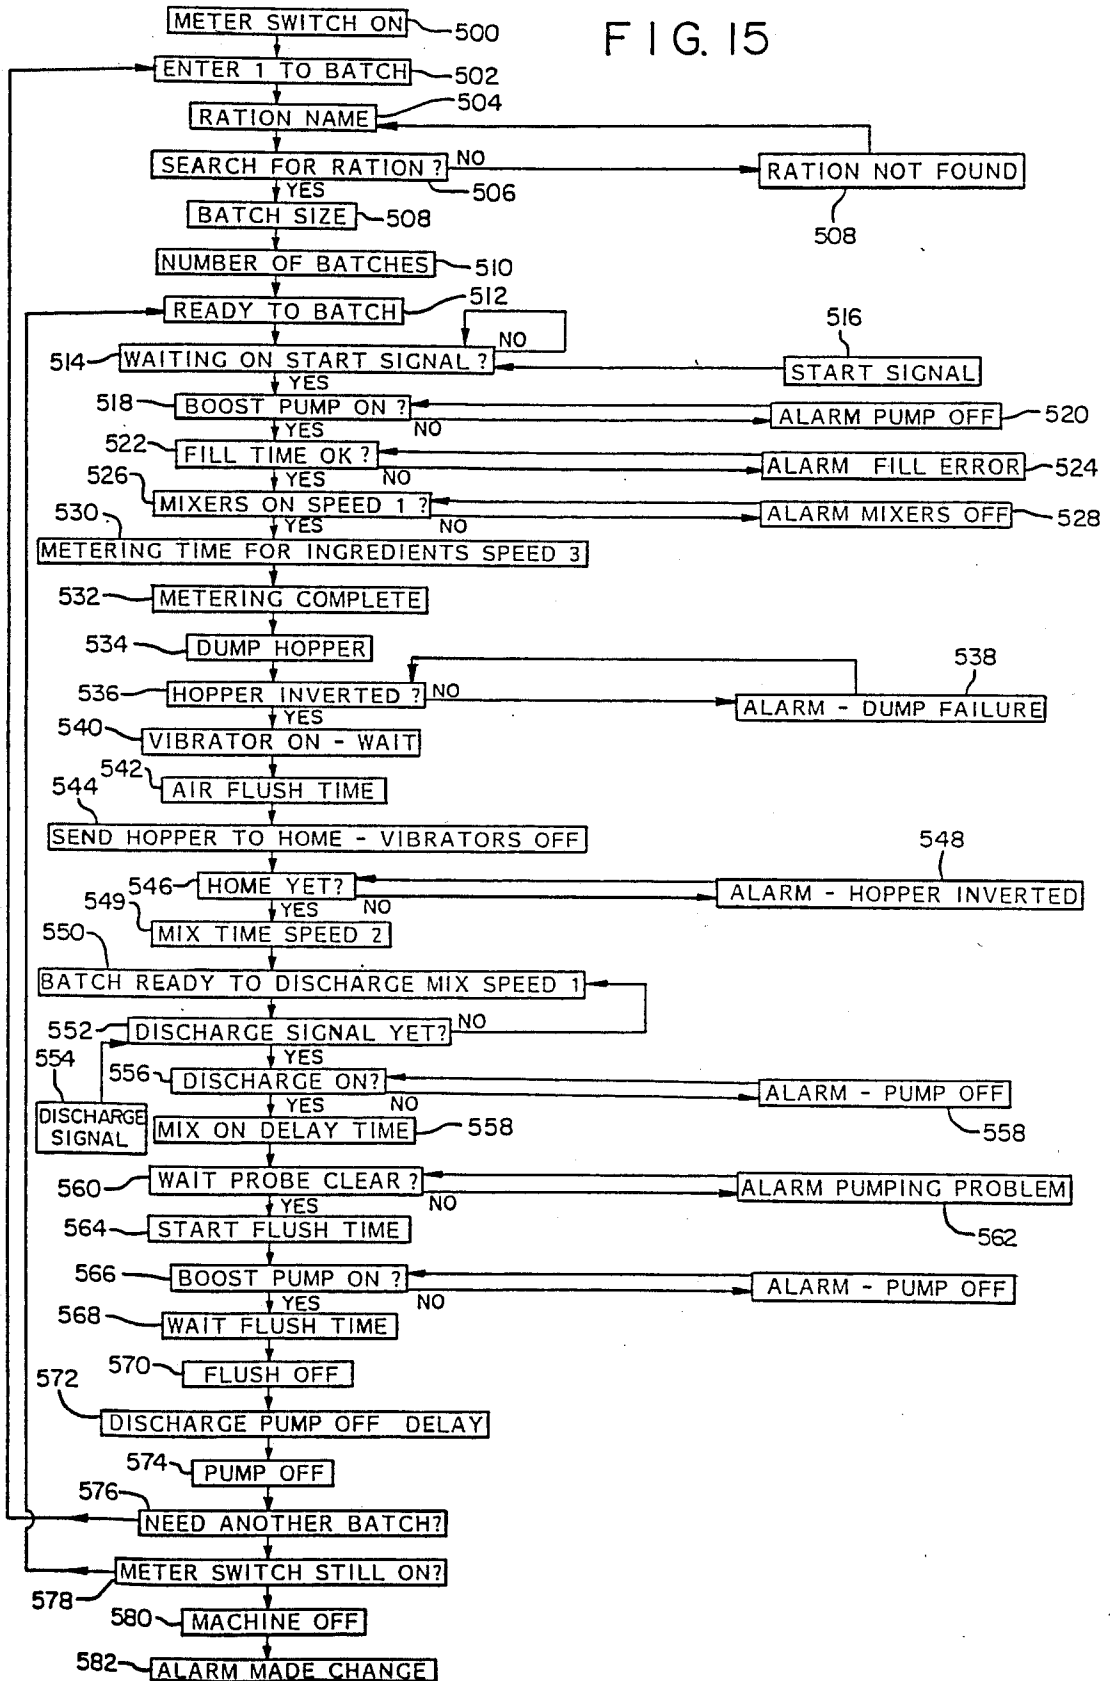 FIG. 15
METER SWITCH ON 500
ENTER 1 TO BATCH 502
504
RATION NAME
SEARCH FOR RATION ? NO RATION NOT FOUND
YES 506
BATCH SIZE 508 508
NUMBER OF BATCHES 510
READY TO BATCH 512
NO 516
514 WAITING ON START SIGNAL ? START SIGNAL
YES
518 BOOST PUMP ON ? ALARM PUMP OFF 520
YES NO
522 FILL TIME OK ? ALARM FILL ERROR 524
526 YES NO
MIXERS ON SPEED 1 ? ALARM MIXERS OFF 528
530 YES NO
METERING TIME FOR INGREDIENTS SPEED 3
532 METERING COMPLETE
534 DUMP HOPPER
538
536 HOPPER INVERTED ? NO ALARM - DUMP FAILURE
YES
540 VIBRATOR ON - WAIT
542 AIR FLUSH TIME
544
SEND HOPPER TO HOME - VIBRATORS OFF
548
546 HOME YET? ALARM - HOPPER INVERTED
549 YES NO
MIX TIME SPEED 2
550
BATCH READY TO DISCHARGE MIX SPEED 1
552 DISCHARGE SIGNAL YET? NO
YES
554 556 DISCHARGE ON? ALARM - PUMP OFF
YES NO
DISCHARGE SIGNAL MIX ON DELAY TIME 558 558
560 WAIT PROBE CLEAR ? ALARM PUMPING PROBLEM
YES NO
564 START FLUSH TIME 562
566 BOOST PUMP ON ? ALARM - PUMP OFF
YES NO
568 WAIT FLUSH TIME
570 FLUSH OFF
572
DISCHARGE PUMP OFF DELAY
574 PUMP OFF
576
NEED ANOTHER BATCH?
METER SWITCH STILL ON?
578
580 MACHINE OFF
582 ALARM MADE CHANGE